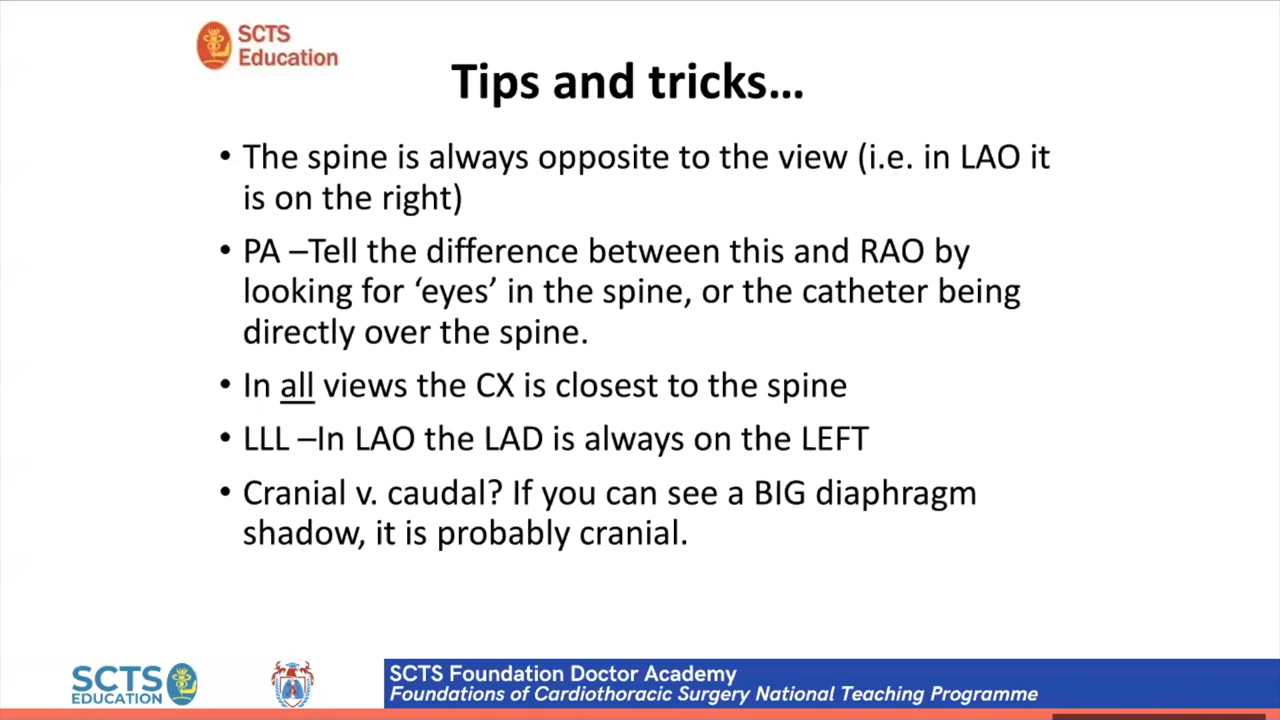 SCTS
Education
Tips and tricks...
• The spine is always opposite to the view (i.e. in LAO it
is on the right)
• PA –Tell the difference between this and RAO by
looking for ‘eyes’ in the spine, or the catheter being
directly over the spine.
• In all views the CX is closest to the spine
• LLL –In LAO the LAD is always on the LEFT
• Cranial v. caudal? If you can see a BIG diaphragm
shadow, it is probably cranial.
SCTS
EDUCATION
SCTS Foundation Doctor Academy
Foundations of Cardiothoracic Surgery National Teaching Programme